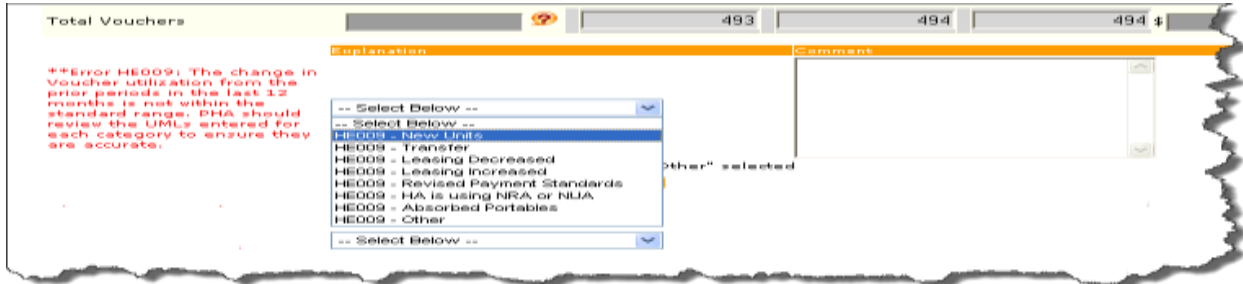 Total Vouchers 493 494 494 $
Explanation Comment
**Error HE009: The change in
Voucher utilization from the
prior periods in the last 12
months is not within the
standard range. PHA should
review the UMLs entered for
each category to ensure they
are accurate.
-- Select Below --
-- Select Below --
HE009 - New Units
HE009 - Transfer
HE009 - Leasing Decreased
HE009 - Leasing Increased
Other" selected
HE009 - Revised Payment Standards
HE009 - HA is using NRA or NUA
HE009 - Absorbed Portables
HE009 - Other
-- Select Below --